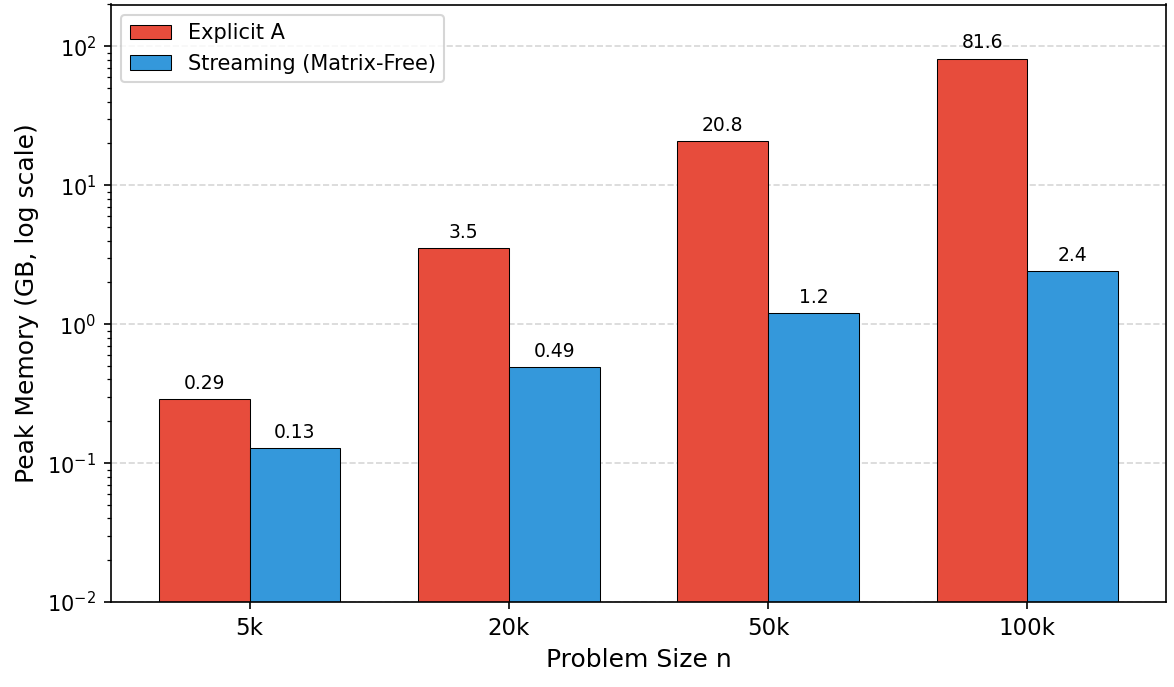 Explicit A
Streaming (Matrix-Free)
Peak Memory (GB, log scale)
10²
10¹
10⁰
10⁻¹
10⁻²
0.29
0.13
3.5
0.49
20.8
1.2
81.6
2.4
5k
20k
50k
100k
Problem Size n